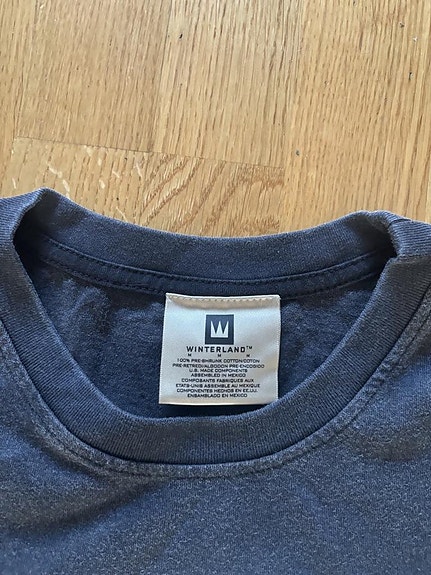 W
WINTERLAND™
M M M
100% PRE-SHRUNK COTTON/COTON
PRE-RETRECI/ALGODON PRE-ENCOGIDO
U.S. MADE COMPONENTS
ASSEMBLED IN MEXICO
COMPOSANTS FABRIQUES AUX
ETATS-UNIS ASSEMBLE AU MEXIQUE
COMPONENTES HECHOS EN EE.UU.
ENSAMBLADO EN MEXICO